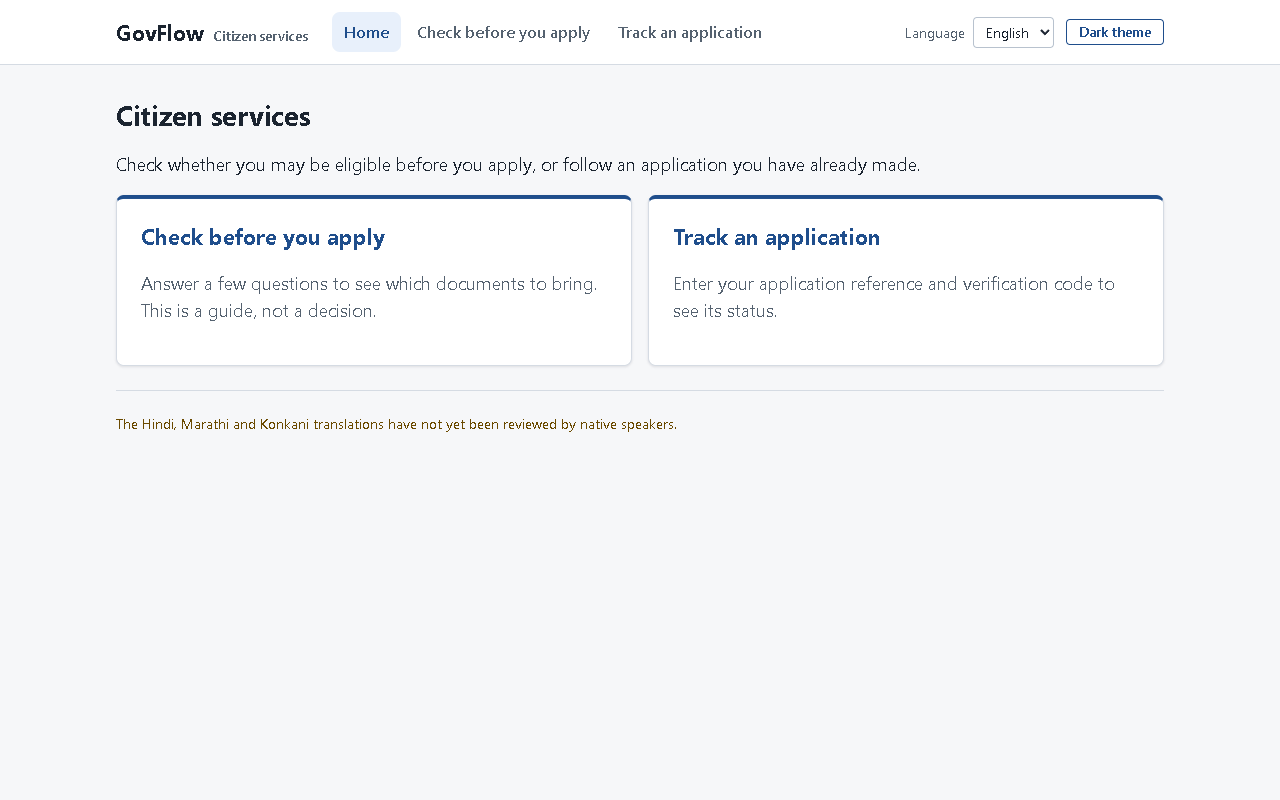 GovFlow Citizen services Home Check before you apply Track an application Language English Dark theme
Citizen services
Check whether you may be eligible before you apply, or follow an application you have already made.
Check before you apply
Answer a few questions to see which documents to bring.
This is a guide, not a decision.
Track an application
Enter your application reference and verification code to
see its status.
The Hindi, Marathi and Konkani translations have not yet been reviewed by native speakers.